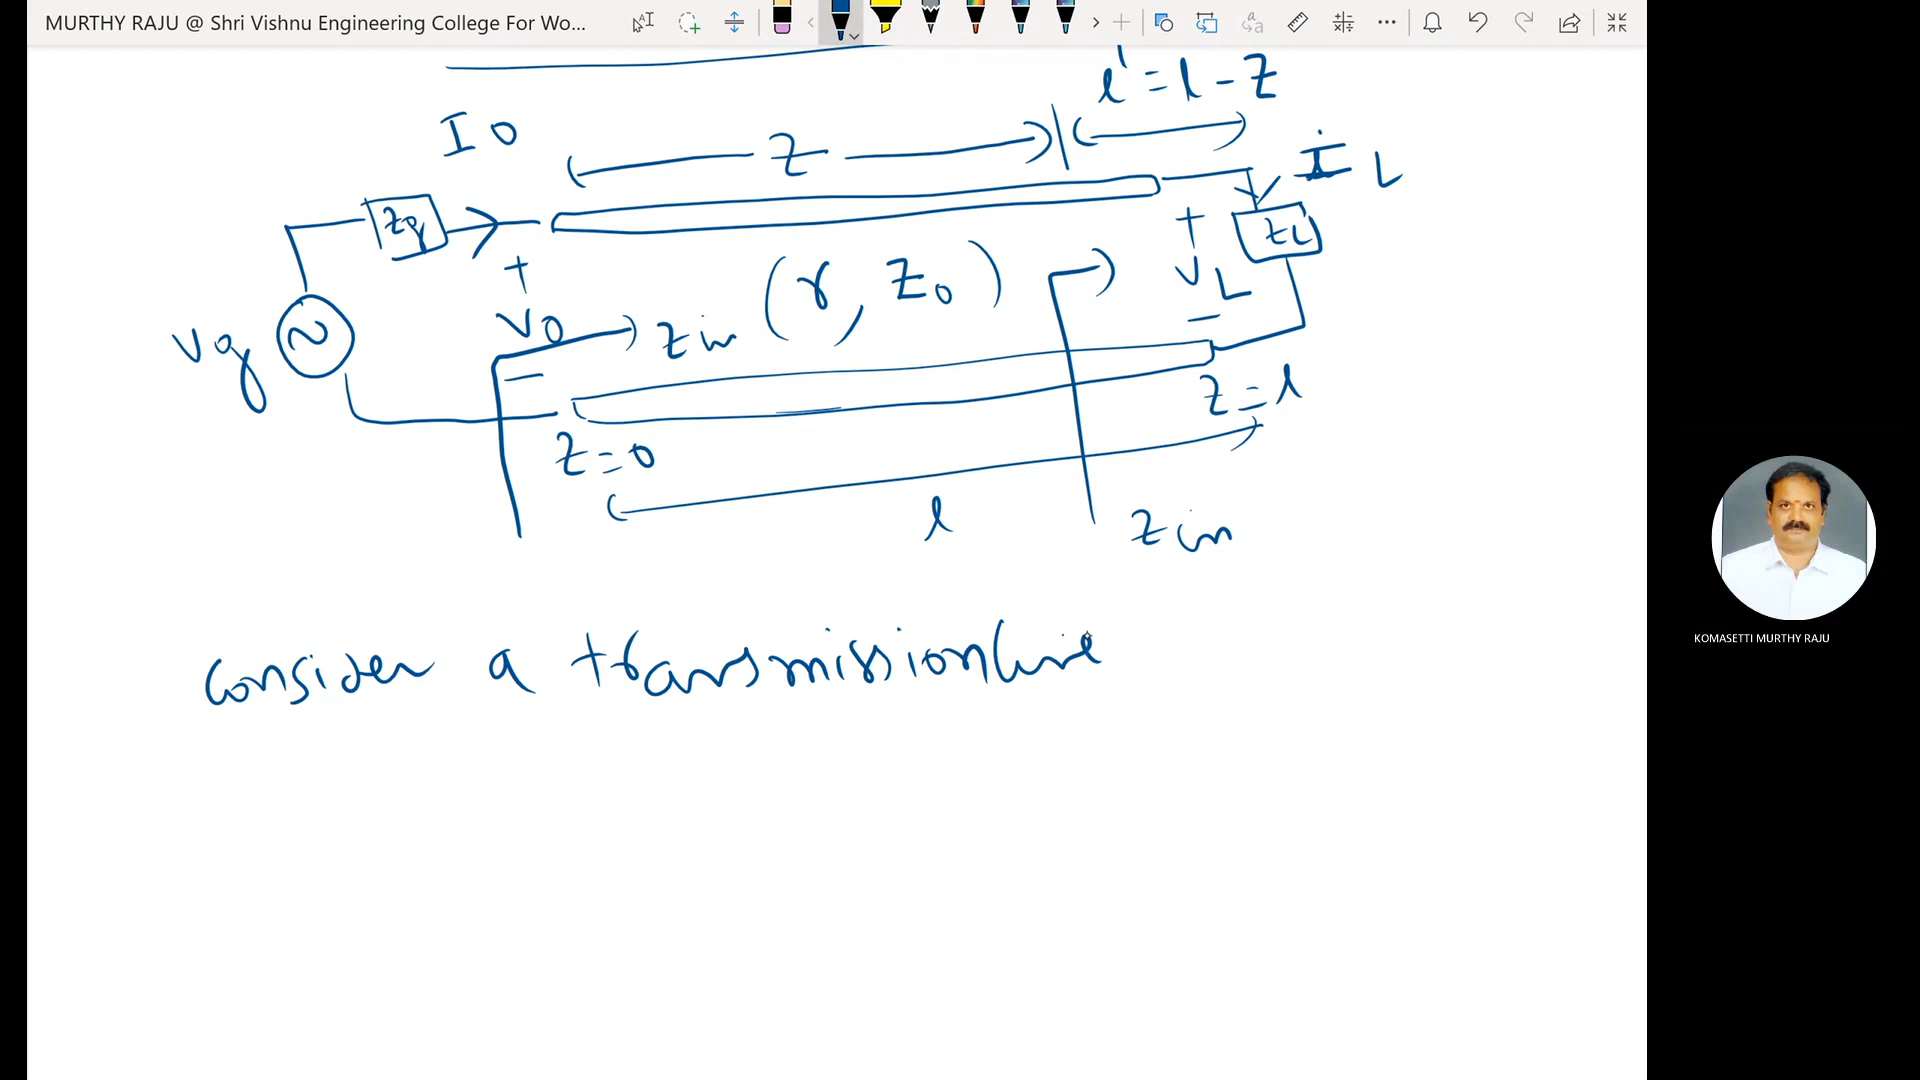 MURTHY RAJU @ Shri Vishnu Engineering College For Wo...
l' = l - Z
I0
Z
IL
Zg
+
+
ZL
(γ, Z0)
VL
V0
Zin
Vg
-
-
Z = l
Z = 0
l
Zin
consider a transmission line
KOMASETTI MURTHY RAJU